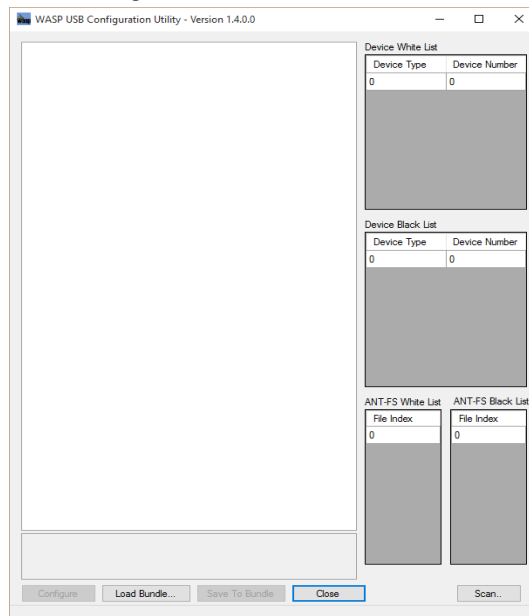 WASP USB Configuration Utility - Version 1.4.0.0
Device White List
Device Type Device Number
0 0
Device Black List
Device Type Device Number
0 0
ANT-FS White List ANT-FS Black List
File Index File Index
0 0
Configure Load Bundle... Save To Bundle Close Scan..